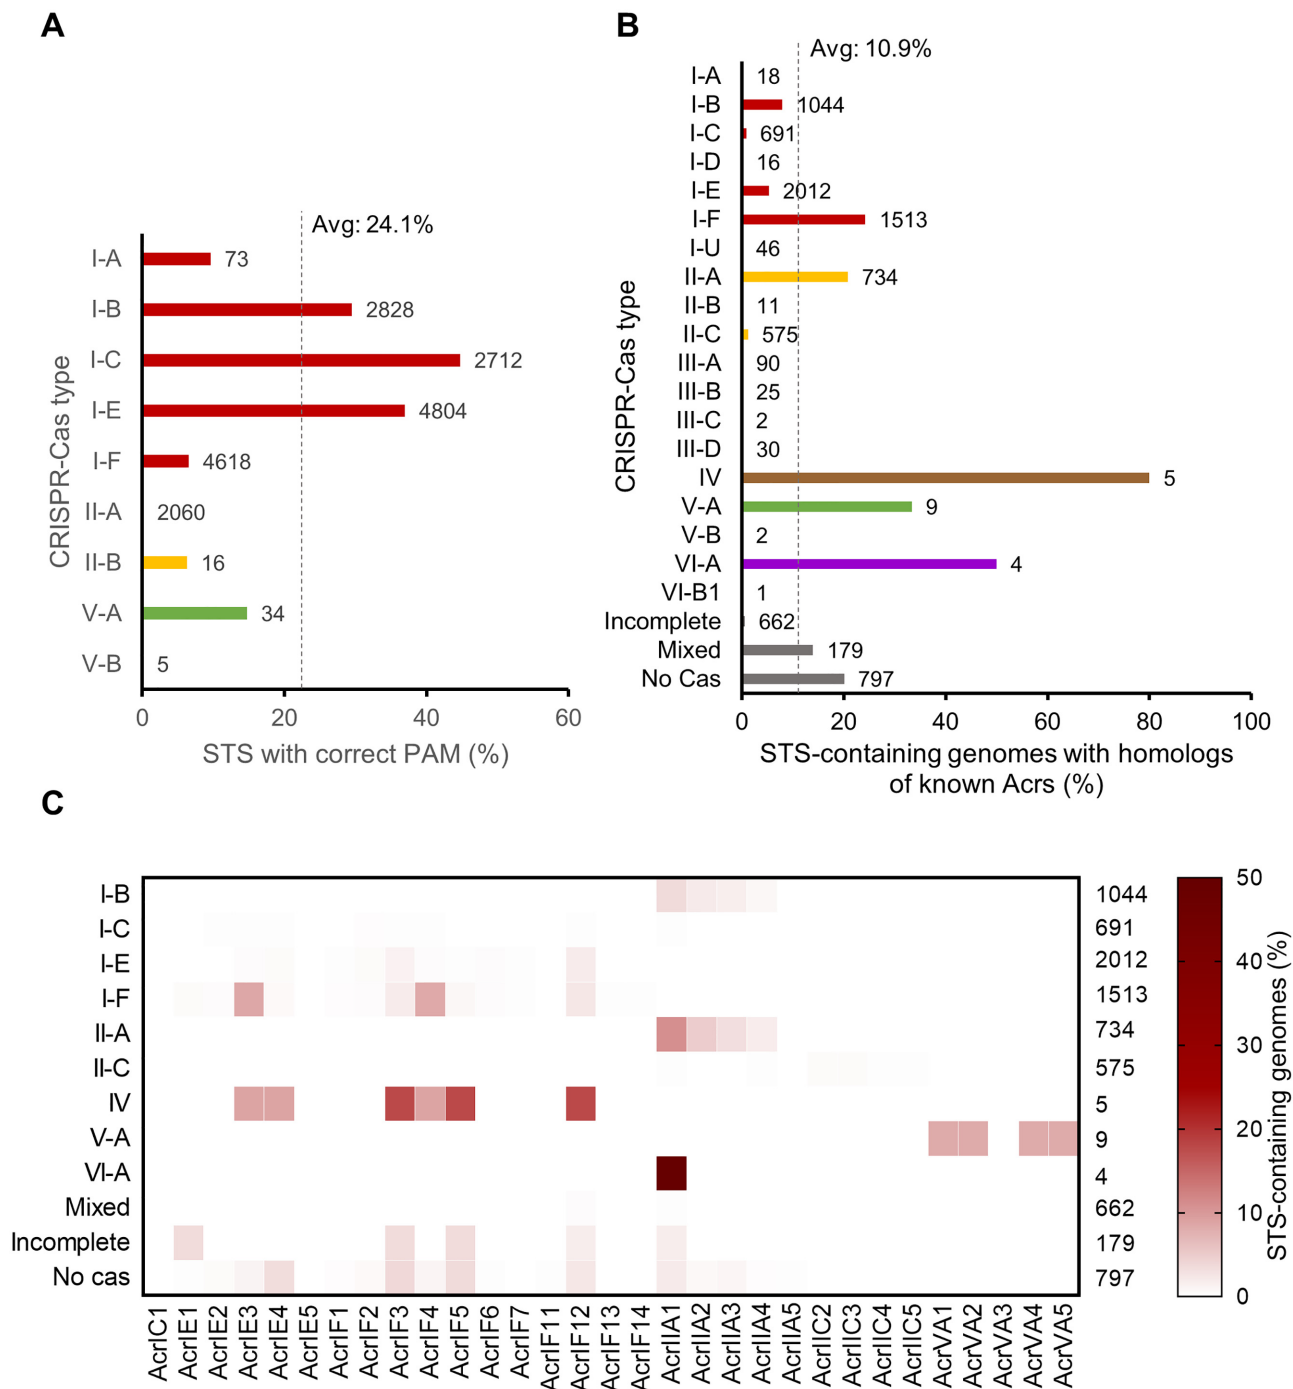 A
Avg: 24.1%
CRISPR-Cas type
I-A 73
I-B 2828
I-C 2712
I-E 4804
I-F 4618
II-A 2060
II-B 16
V-A 34
V-B 5
0 20 40 60
STS with correct PAM (%)
B
Avg: 10.9%
CRISPR-Cas type
I-A 18
I-B 1044
I-C 691
I-D 16
I-E 2012
I-F 1513
I-U 46
II-A 734
II-B 11
II-C 575
III-A 90
III-B 25
III-C 2
III-D 30
IV 5
V-A 9
V-B 2
VI-A 4
VI-B1 1
Incomplete 662
Mixed 179
No Cas 797
0 20 40 60 80 100
STS-containing genomes with homologs
of known Acrs (%)
C
I-B 1044
I-C 691
I-E 2012
I-F 1513
II-A 734
II-C 575
IV 5
V-A 9
VI-A 4
Mixed 662
Incomplete 179
No cas 797
AcrIC1
AcrIE1
AcrIE2
AcrIE3
AcrIE4
AcrIE5
AcrIF1
AcrIF2
AcrIF3
AcrIF4
AcrIF5
AcrIF6
AcrIF7
AcrIF11
AcrIF12
AcrIF13
AcrIF14
AcrIIA1
AcrIIA2
AcrIIA3
AcrIIA4
AcrIIA5
AcrIIC2
AcrIIC3
AcrIIC4
AcrIIC5
AcrVA1
AcrVA2
AcrVA3
AcrVA4
AcrVA5
50
40
30
20
10
0
STS-containing genomes (%)